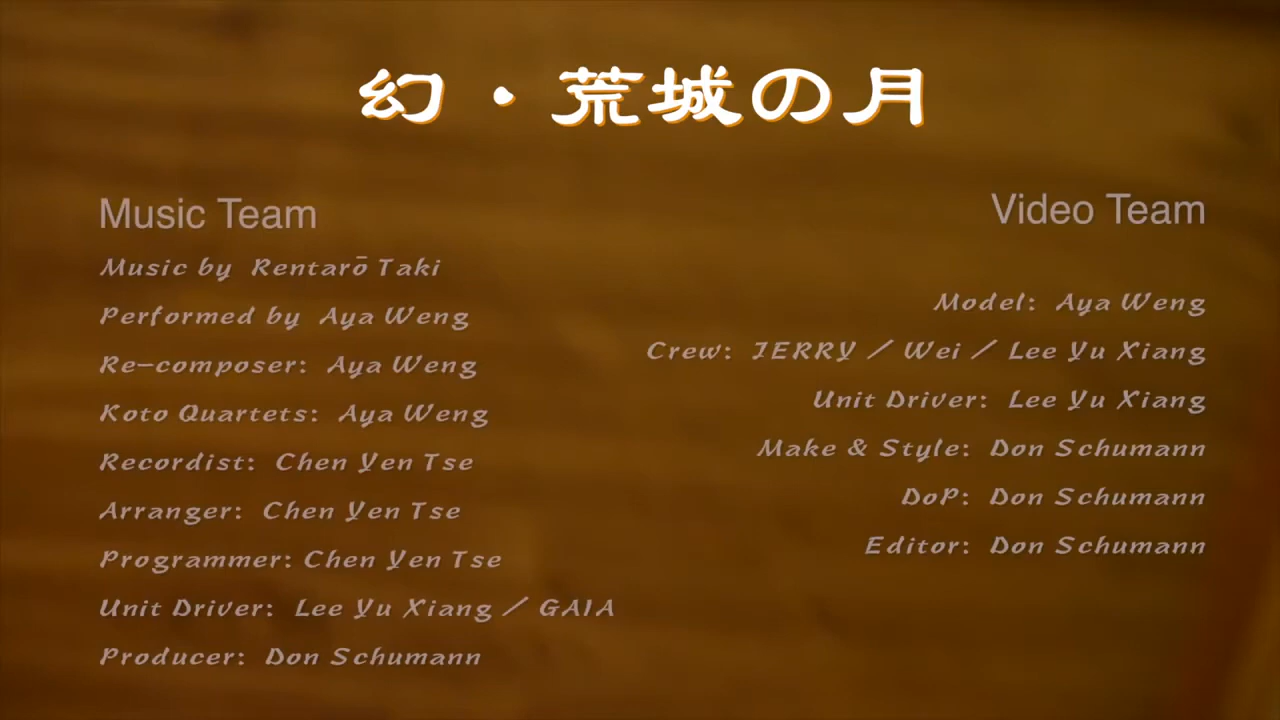 幻・荒城の月
Music Team
Music by Rentarō Taki
Performed by Aya Weng
Re-composer: Aya Weng
Koto Quartets: Aya Weng
Recordist: Chen Yen Tse
Arranger: Chen Yen Tse
Programmer: Chen Yen Tse
Unit Driver: Lee Yu Xiang / GAIA
Producer: Don Schumann
Video Team
Model: Aya Weng
Crew: JERRY / Wei / Lee Yu Xiang
Unit Driver: Lee Yu Xiang
Make & Style: Don Schumann
DoP: Don Schumann
Editor: Don Schumann